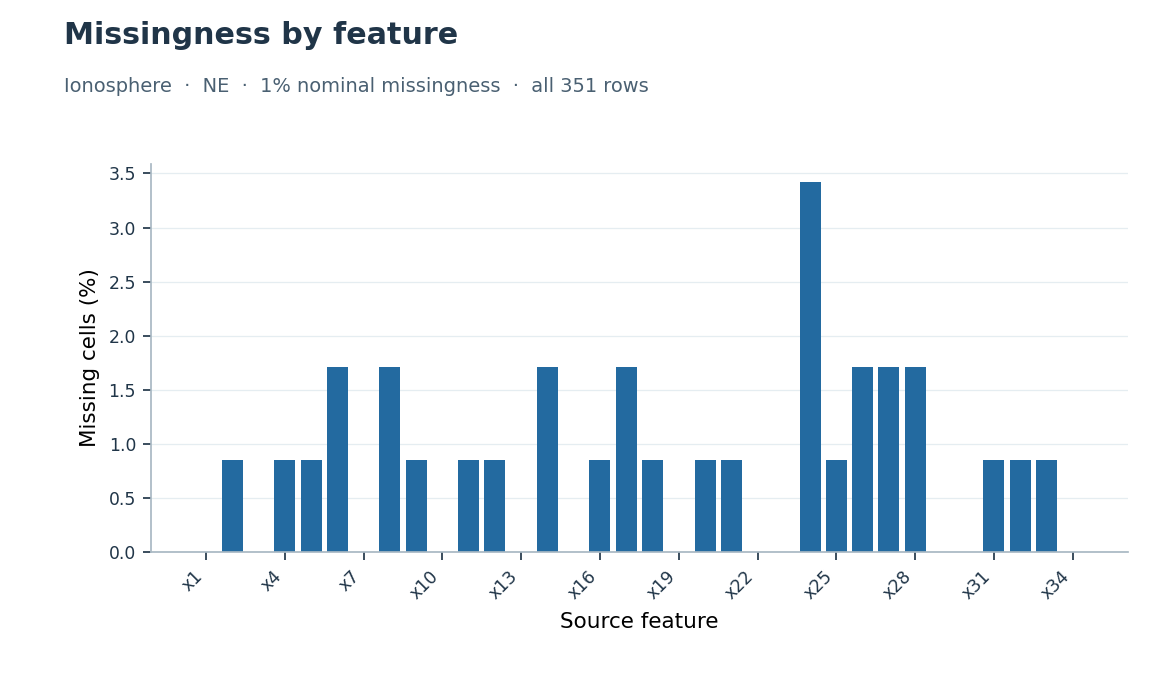 Missingness by feature
Ionosphere · NE · 1% nominal missingness · all 351 rows
3.5
3.0
2.5
2.0
1.5
1.0
0.5
0.0
Missing cells (%)
x1 x4 x7 x10 x13 x16 x19 x22 x25 x28 x31 x34
Source feature